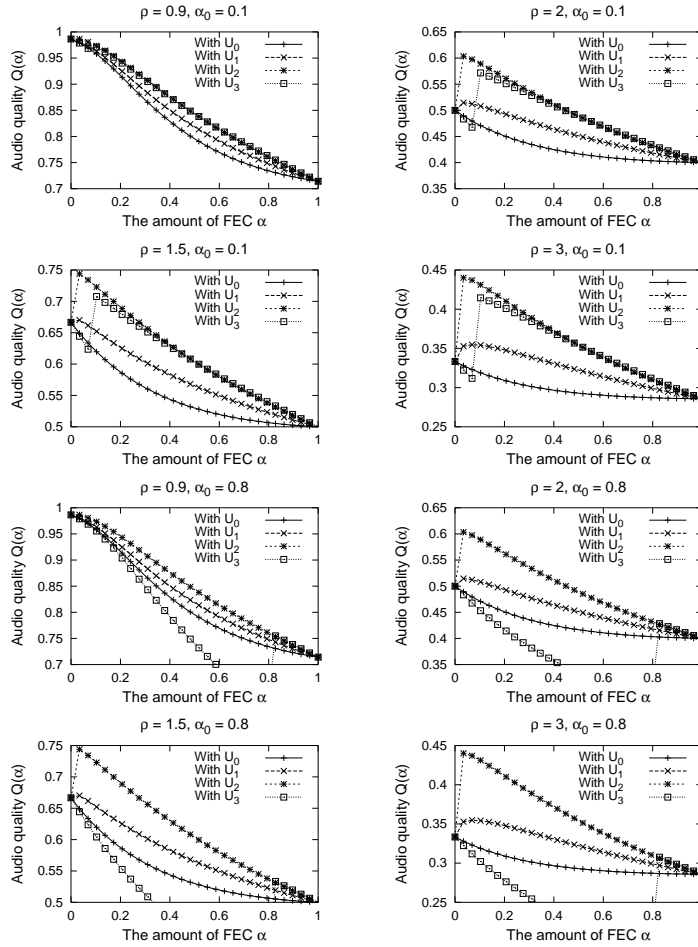 ρ = 0.9, α0 = 0.1
Audio quality Q(α)
1
0.95
0.9
0.85
0.8
0.75
0.7
With U0
With U1
With U2
With U3
0 0.2 0.4 0.6 0.8 1
The amount of FEC α
ρ = 2, α0 = 0.1
Audio quality Q(α)
0.65
0.6
0.55
0.5
0.45
0.4
0.35
With U0
With U1
With U2
With U3
0 0.2 0.4 0.6 0.8
The amount of FEC α
ρ = 1.5, α0 = 0.1
Audio quality Q(α)
0.75
0.7
0.65
0.6
0.55
0.5
With U0
With U1
With U2
With U3
0 0.2 0.4 0.6 0.8 1
The amount of FEC α
ρ = 3, α0 = 0.1
Audio quality Q(α)
0.45
0.4
0.35
0.3
0.25
With U0
With U1
With U2
With U3
0 0.2 0.4 0.6 0.8
The amount of FEC α
ρ = 0.9, α0 = 0.8
Audio quality Q(α)
1
0.95
0.9
0.85
0.8
0.75
0.7
With U0
With U1
With U2
With U3
0 0.2 0.4 0.6 0.8 1
The amount of FEC α
ρ = 2, α0 = 0.8
Audio quality Q(α)
0.65
0.6
0.55
0.5
0.45
0.4
0.35
With U0
With U1
With U2
With U3
0 0.2 0.4 0.6 0.8
The amount of FEC α
ρ = 1.5, α0 = 0.8
Audio quality Q(α)
0.75
0.7
0.65
0.6
0.55
0.5
With U0
With U1
With U2
With U3
0 0.2 0.4 0.6 0.8 1
The amount of FEC α
ρ = 3, α0 = 0.8
Audio quality Q(α)
0.45
0.4
0.35
0.3
0.25
With U0
With U1
With U2
With U3
0 0.2 0.4 0.6 0.8
The amount of FEC α